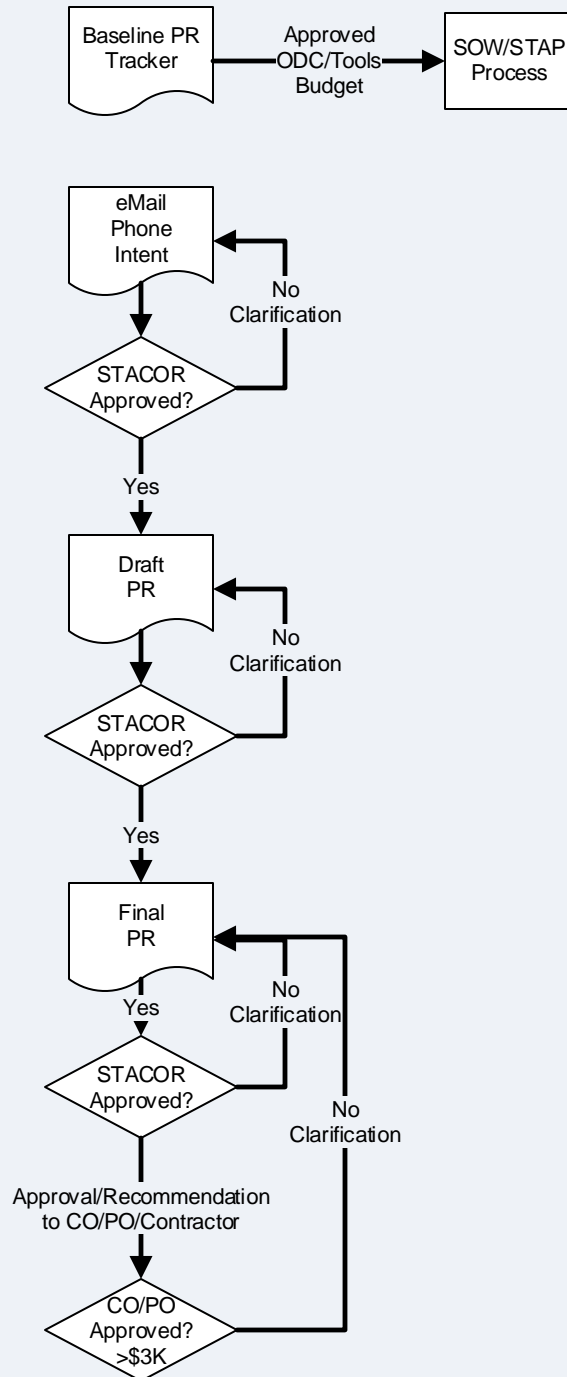 Baseline PR
Tracker
Approved
ODC/Tools
Budget
SOW/STAP
Process
eMail
Phone
Intent
No
Clarification
STACOR
Approved?
Yes
Draft
PR
No
Clarification
STACOR
Approved?
Yes
Final
PR
No
Clarification
Yes
STACOR
Approved?
No
Clarification
Approval/Recommendation
to CO/PO/Contractor
CO/PO
Approved?
>$3K